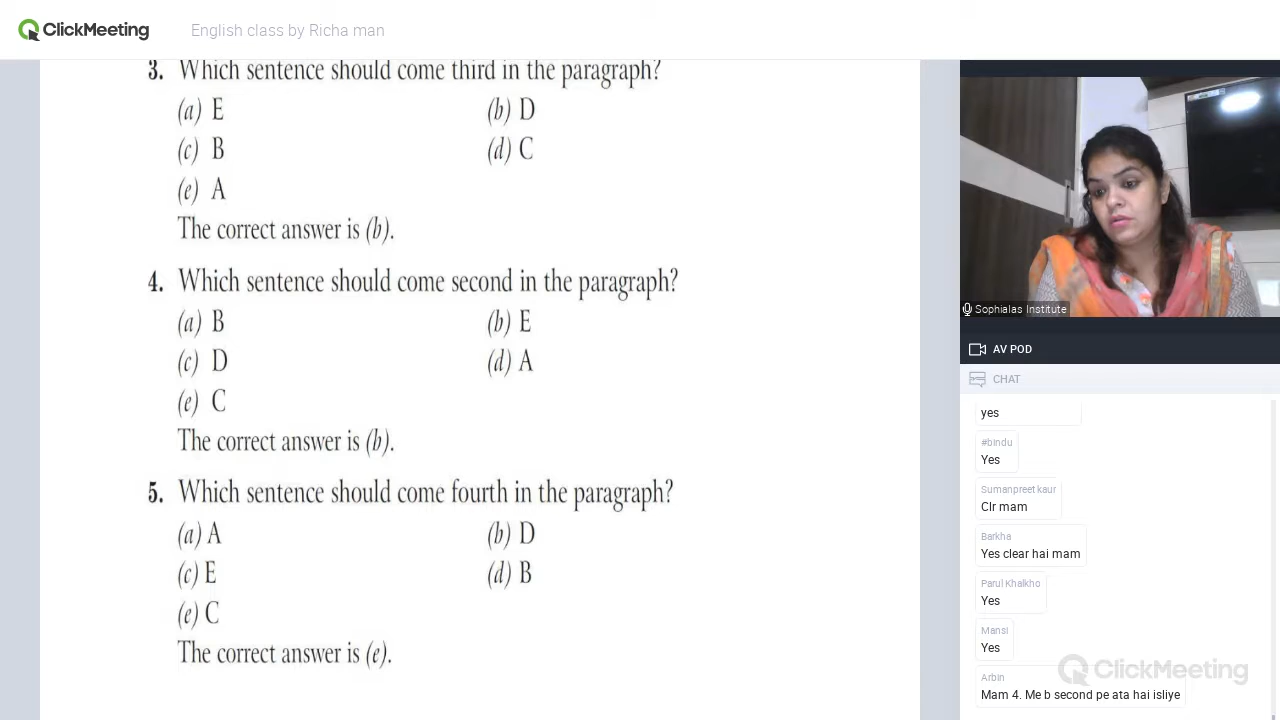 ClickMeeting
English class by Richa man
3. Which sentence should come third in the paragraph?
(a) E (b) D
(c) B (d) C
(e) A
The correct answer is (b).
4. Which sentence should come second in the paragraph?
(a) B (b) E
(c) D (d) A
(e) C
The correct answer is (b).
5. Which sentence should come fourth in the paragraph?
(a) A (b) D
(c) E (d) B
(e) C
The correct answer is (e).
Sophialas Institute
AV POD
CHAT
yes
#bindu
Yes
Sumanpreet kaur
Clr mam
Barkha
Yes clear hai mam
Parul Khalkho
Yes
Mansi
Yes
ClickMeeting
Arbin
Mam 4. Me b second pe ata hai isliye